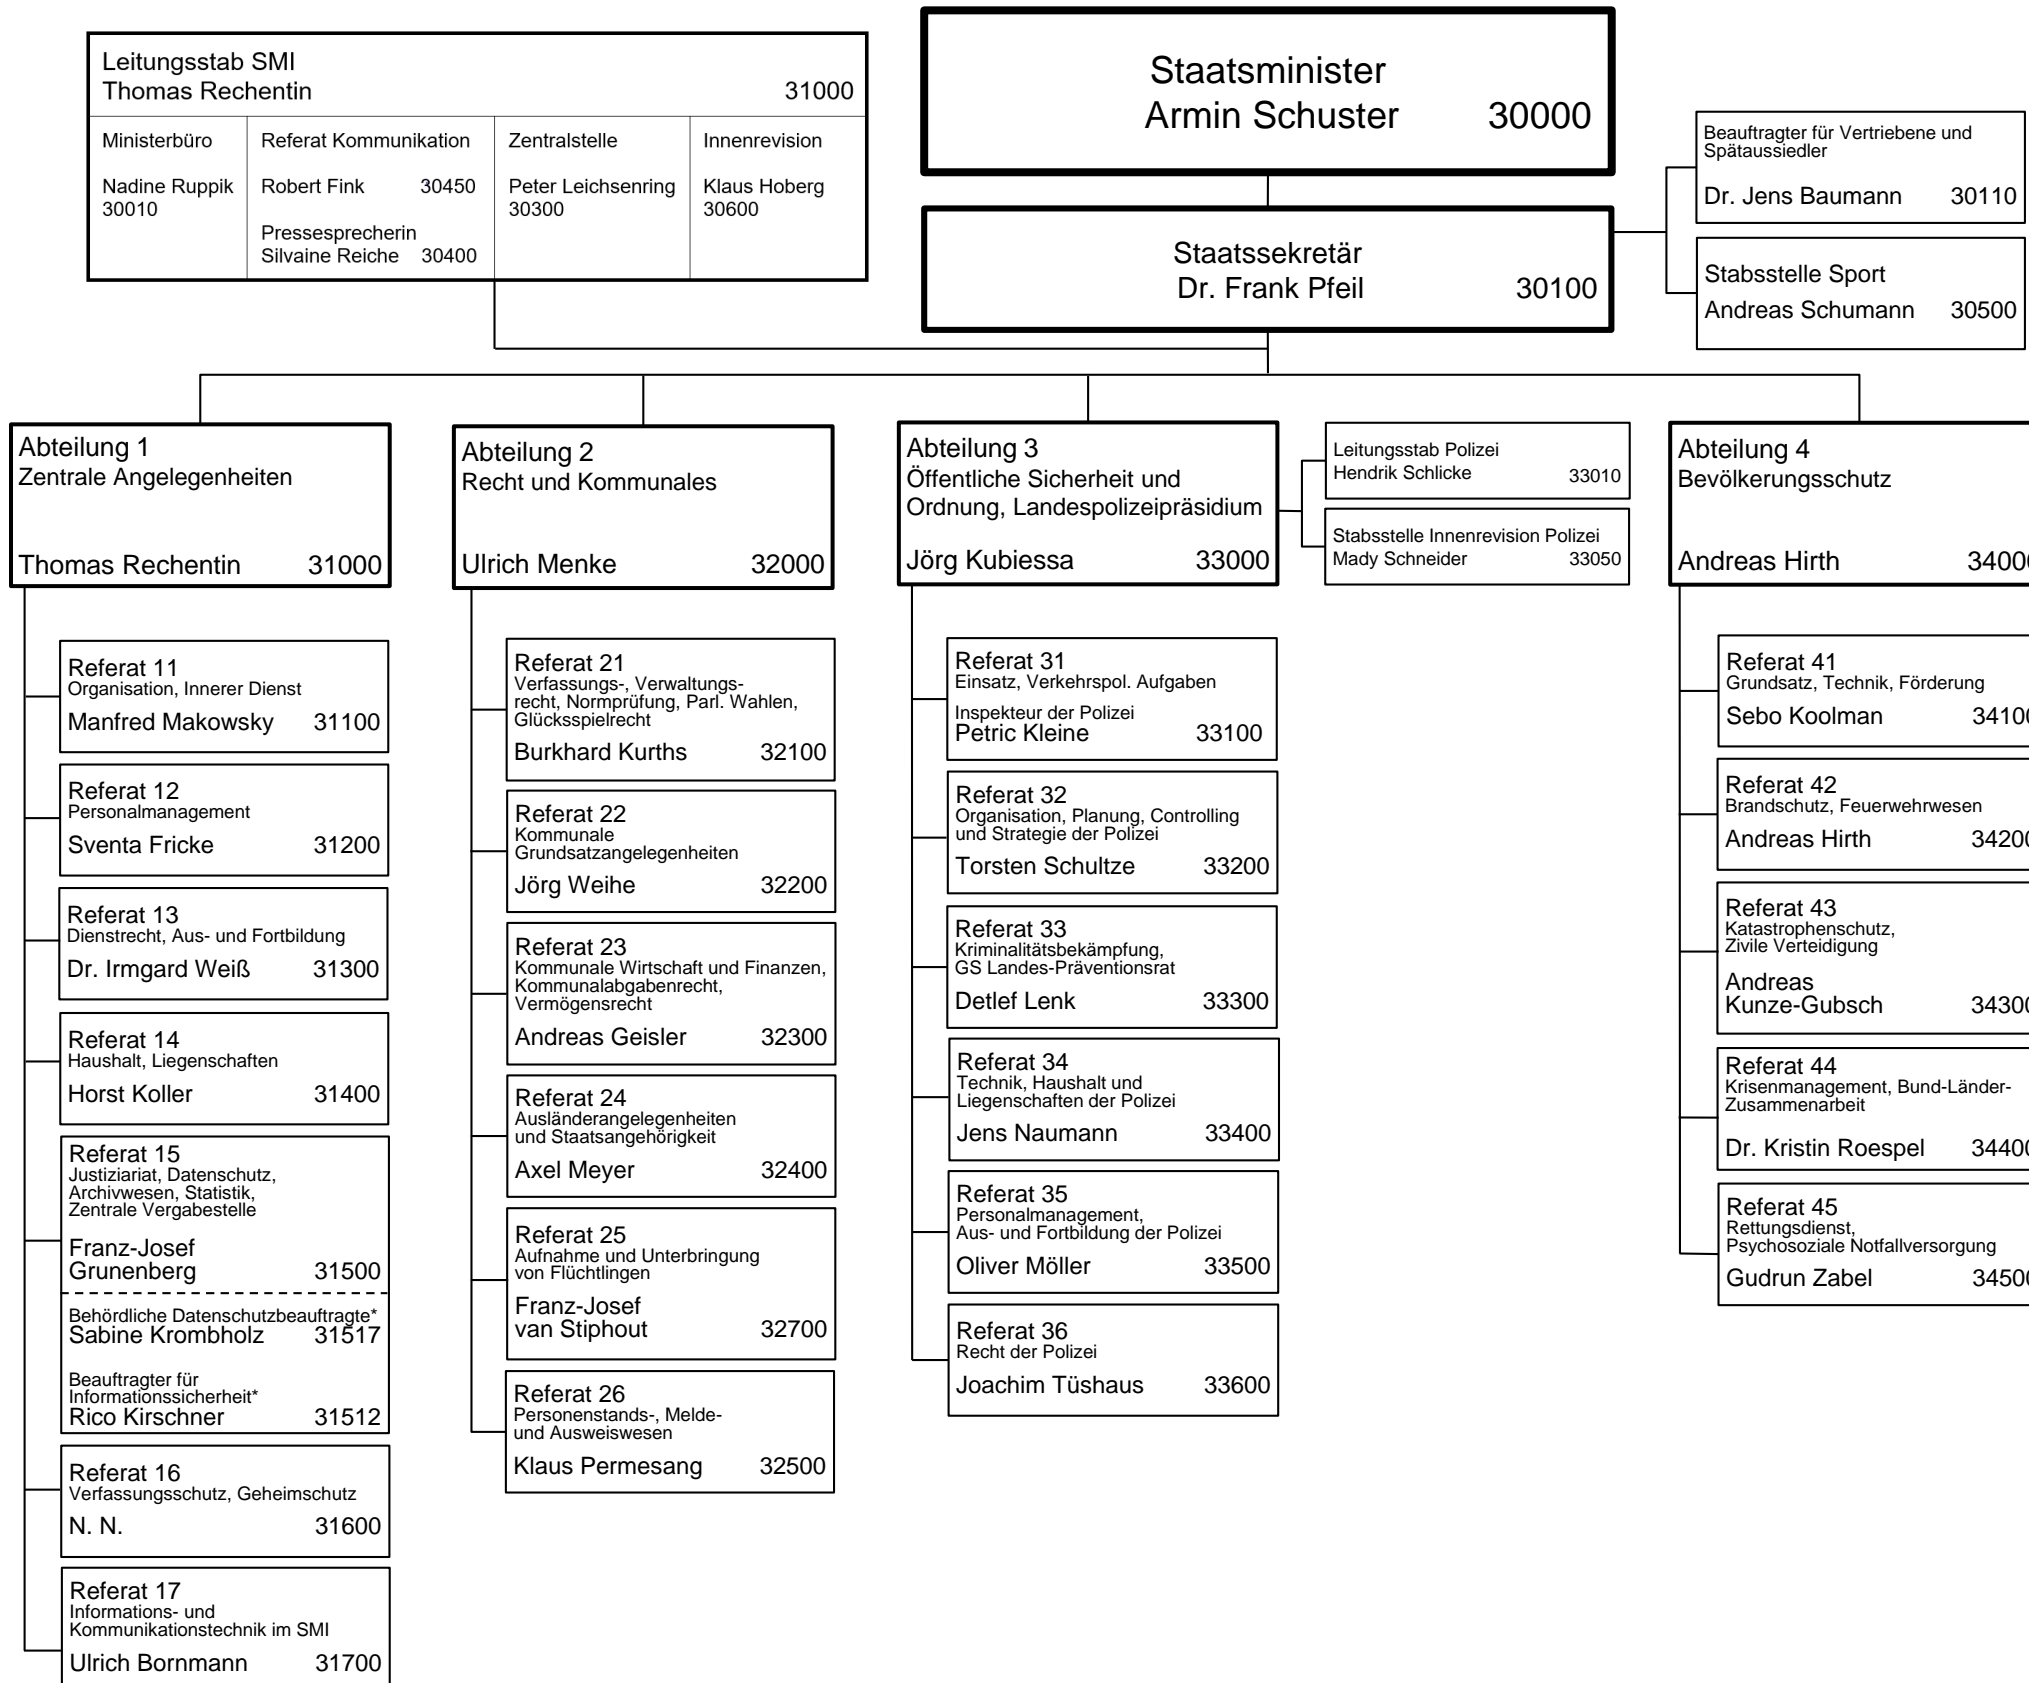 Leitungsstab SMI
Thomas Rechentin 31000
Ministerbüro
Nadine Ruppik
30010
Referat Kommunikation
Robert Fink 30450
Pressesprecherin
Silvaine Reiche 30400
Zentralstelle
Peter Leichsenring
30300
Innenrevision
Klaus Hoberg
30600
Staatsminister
Armin Schuster 30000
Staatssekretär
Dr. Frank Pfeil 30100
Beauftragter für Vertriebene und
Spätaussiedler
Dr. Jens Baumann 30110
Stabsstelle Sport
Andreas Schumann 30500
Abteilung 1
Zentrale Angelegenheiten
Thomas Rechentin 31000
Referat 11
Organisation, Innerer Dienst
Manfred Makowsky 31100
Referat 12
Personalmanagement
Sventa Fricke 31200
Referat 13
Dienstrecht, Aus- und Fortbildung
Dr. Irmgard Weiß 31300
Referat 14
Haushalt, Liegenschaften
Horst Koller 31400
Referat 15
Justiziariat, Datenschutz,
Archivwesen, Statistik,
Zentrale Vergabestelle
Franz-Josef
Grunenberg 31500
Behördliche Datenschutzbeauftragte*
Sabine Krombholz 31517
Beauftragter für
Informationssicherheit*
Rico Kirschner 31512
Referat 16
Verfassungsschutz, Geheimschutz
N. N. 31600
Referat 17
Informations- und
Kommunikationstechnik im SMI
Ulrich Bornmann 31700
Abteilung 2
Recht und Kommunales
Ulrich Menke 32000
Referat 21
Verfassungs-, Verwaltungs-
recht, Normprüfung, Parl. Wahlen,
Glücksspielrecht
Burkhard Kurths 32100
Referat 22
Kommunale
Grundsatzangelegenheiten
Jörg Weihe 32200
Referat 23
Kommunale Wirtschaft und Finanzen,
Kommunalabgabenrecht,
Vermögensrecht
Andreas Geisler 32300
Referat 24
Ausländerangelegenheiten
und Staatsangehörigkeit
Axel Meyer 32400
Referat 25
Aufnahme und Unterbringung
von Flüchtlingen
Franz-Josef
van Stiphout 32700
Referat 26
Personenstands-, Melde-
und Ausweiswesen
Klaus Permesang 32500
Abteilung 3
Öffentliche Sicherheit und
Ordnung, Landespolizeipräsidium
Jörg Kubiessa 33000
Leitungsstab Polizei
Hendrik Schlicke 33010
Stabsstelle Innenrevision Polizei
Mady Schneider 33050
Referat 31
Einsatz, Verkehrspol. Aufgaben
Inspekteur der Polizei
Petric Kleine 33100
Referat 32
Organisation, Planung, Controlling
und Strategie der Polizei
Torsten Schultze 33200
Referat 33
Kriminalitätsbekämpfung,
GS Landes-Präventionsrat
Detlef Lenk 33300
Referat 34
Technik, Haushalt und
Liegenschaften der Polizei
Jens Naumann 33400
Referat 35
Personalmanagement,
Aus- und Fortbildung der Polizei
Oliver Möller 33500
Referat 36
Recht der Polizei
Joachim Tüshaus 33600
Abteilung 4
Bevölkerungsschutz
Andreas Hirth 34000
Referat 41
Grundsatz, Technik, Förderung
Sebo Koolman 34100
Referat 42
Brandschutz, Feuerwehrwesen
Andreas Hirth 34200
Referat 43
Katastrophenschutz,
Zivile Verteidigung
Andreas
Kunze-Gubsch 34300
Referat 44
Krisenmanagement, Bund-Länder-
Zusammenarbeit
Dr. Kristin Roespel 34400
Referat 45
Rettungsdienst,
Psychosoziale Notfallversorgung
Gudrun Zabel 34500